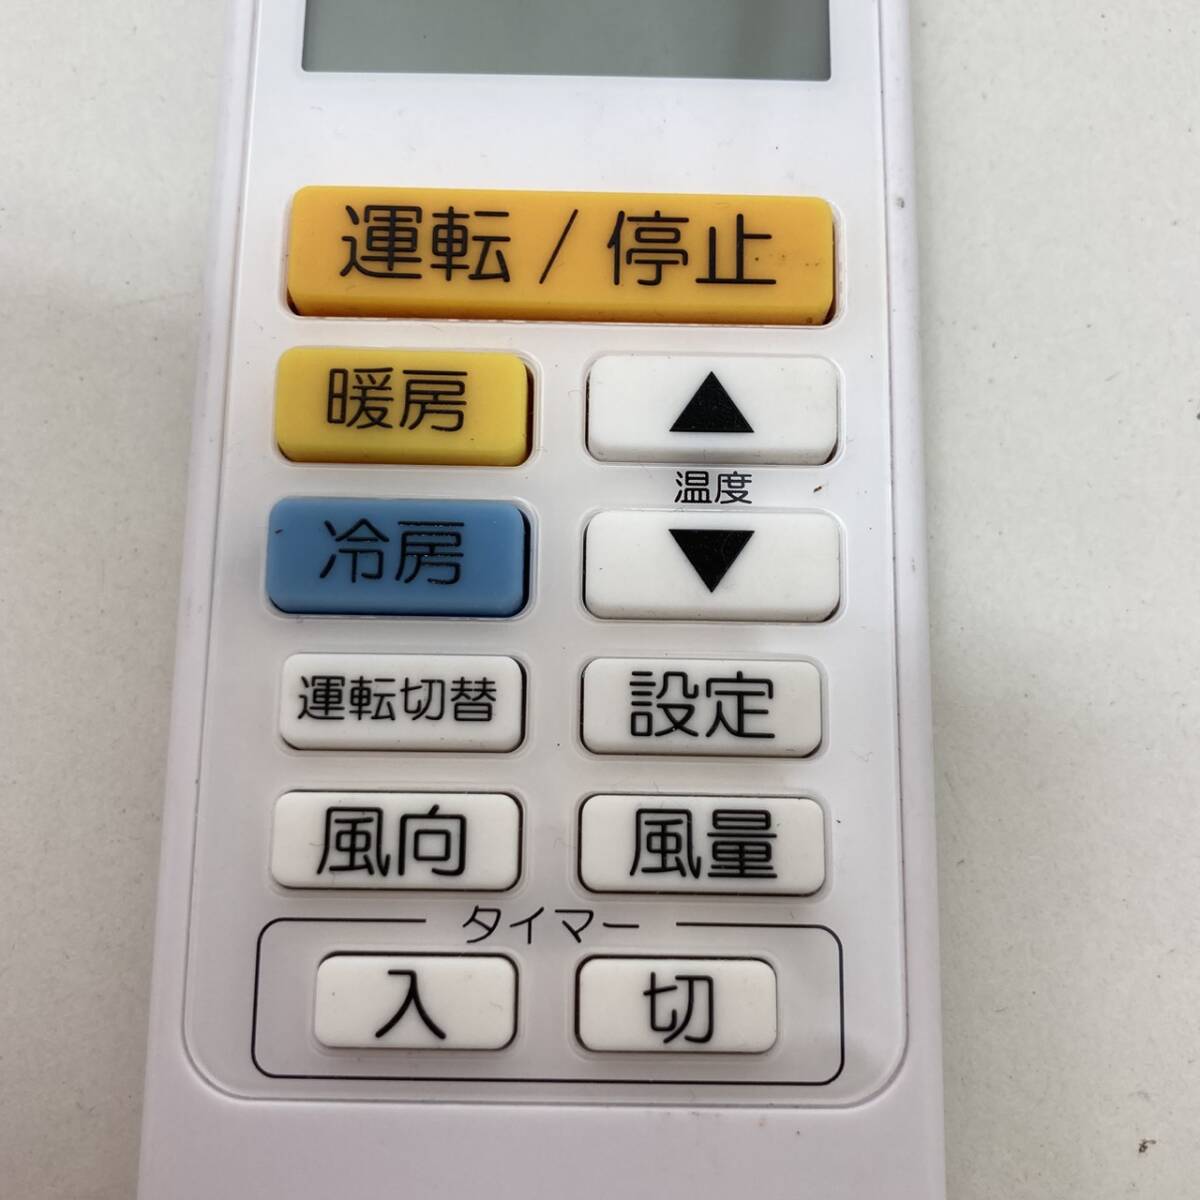 運転 / 停止
暖房 ▲
温度
冷房 ▼
運転切替 設定
風向 風量
タイマー
入 切